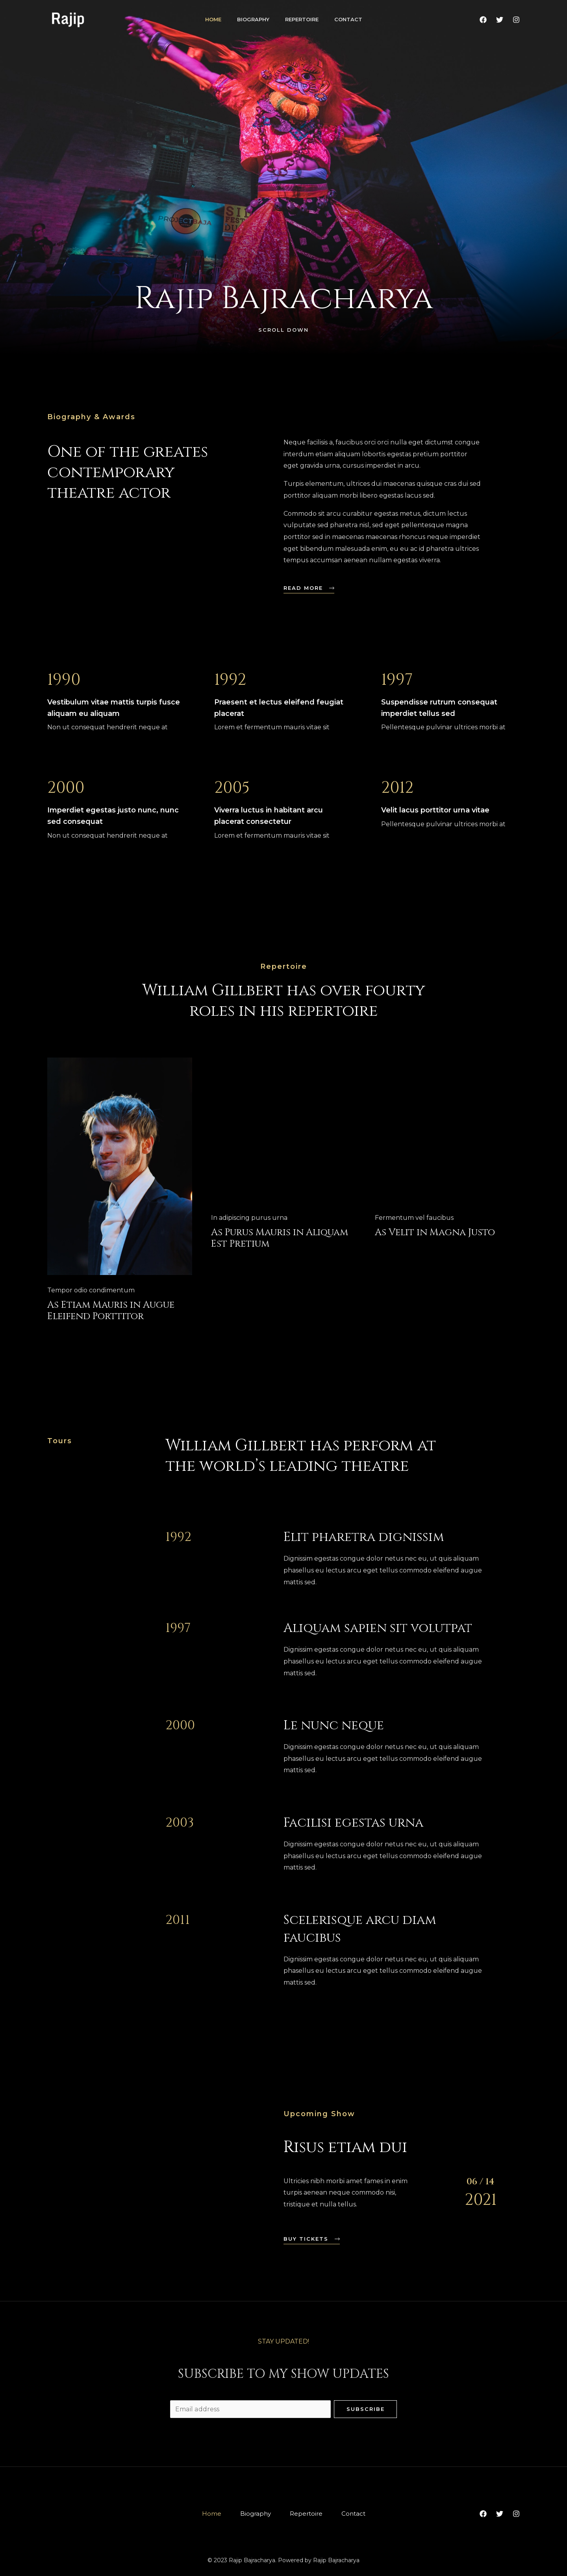 Rajip
HOME BIOGRAPHY REPERTOIRE CONTACT
PROJECT BAJA
Rajip Bajracharya
SCROLL DOWN
Biography & Awards
One of the greates
contemporary
theatre actor
Neque facilisis a, faucibus orci orci nulla eget dictumst congue
interdum etiam aliquam lobortis egestas pretium porttitor
eget gravida urna, cursus imperdiet in arcu.
Turpis elementum, ultrices dui maecenas quisque cras dui sed
porttitor aliquam morbi libero egestas lacus sed.
Commodo sit arcu curabitur egestas metus, dictum lectus
vulputate sed pharetra nisl, sed eget pellentesque magna
porttitor sed in maecenas maecenas rhoncus neque imperdiet
eget bibendum malesuada enim, eu eu ac id pharetra ultrices
tempus accumsan aenean egestas nullam egestas viverra.
READ MORE →
1990
Vestibulum vitae mattis turpis fusce
aliquam eu aliquam
Non ut consequat hendrerit neque at
1992
Praesent et lectus eleifend feugiat
placerat
Lorem et fermentum mauris vitae sit
1997
Suspendisse rutrum consequat
imperdiet tellus sed
Pellentesque pulvinar ultrices morbi at
2000
Imperdiet egestas justo nunc, nunc
sed consequat
Non ut consequat hendrerit neque at
2005
Viverra luctus in habitant arcu
placerat consectetur
Lorem et fermentum mauris vitae sit
2012
Velit lacus porttitor urna vitae
Pellentesque pulvinar ultrices morbi at
Repertoire
William Gillbert has over fourty
roles in his repertoire
Tempor odio condimentum
As Etiam Mauris in Augue
Eleifend Porttitor
In adipiscing purus urna
As Purus Mauris in Aliquam
Est Pretium
Fermentum vel faucibus
As Velit in Magna Justo
Tours
William Gillbert has perform at
the world's leading theatre
1992
Elit pharetra dignissim
Dignissim egestas congue dolor netus nec eu, ut quis aliquam
phasellus eu lectus arcu eget tellus commodo eleifend augue
mattis sed.
1997
Aliquam sapien sit volutpat
Dignissim egestas congue dolor netus nec eu, ut quis aliquam
phasellus eu lectus arcu eget tellus commodo eleifend augue
mattis sed.
2000
Le nunc neque
Dignissim egestas congue dolor netus nec eu, ut quis aliquam
phasellus eu lectus arcu eget tellus commodo eleifend augue
mattis sed.
2003
Facilisi egestas urna
Dignissim egestas congue dolor netus nec eu, ut quis aliquam
phasellus eu lectus arcu eget tellus commodo eleifend augue
mattis sed.
2011
Scelerisque arcu diam
faucibus
Dignissim egestas congue dolor netus nec eu, ut quis aliquam
phasellus eu lectus arcu eget tellus commodo eleifend augue
mattis sed.
Upcoming Show
Risus etiam dui
Ultricies nibh morbi amet fames in enim
turpis aenean neque commodo nisi,
tristique et nulla tellus.
06 / 14
2021
BUY TICKETS →
STAY UPDATED!
SUBSCRIBE TO MY SHOW UPDATES
Email address
SUBSCRIBE
Home Biography Repertoire Contact
© 2023 Rajip Bajracharya. Powered by Rajip Bajracharya